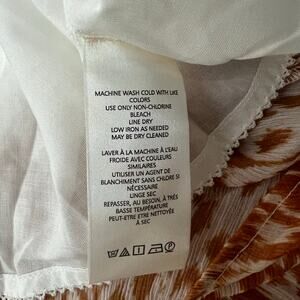 MACHINE WASH COLD WITH LIKE
COLORS
USE ONLY NON-CHLORINE
BLEACH
LINE DRY
LOW IRON AS NEEDED
MAY BE DRY CLEANED
LAVER À LA MACHINE À L'EAU
FROIDE AVEC COULEURS
SIMILAIRES
UTILISER UN AGENT DE
BLANCHIMENT SANS CHLORE SI
NÉCESSAIRE
LINGE SEC
REPASSER, AU BESOIN, À TRÈS
BASSE TEMPÉRATURE
PEUT-ETRE ETRE NETTOYÉE
À SEC